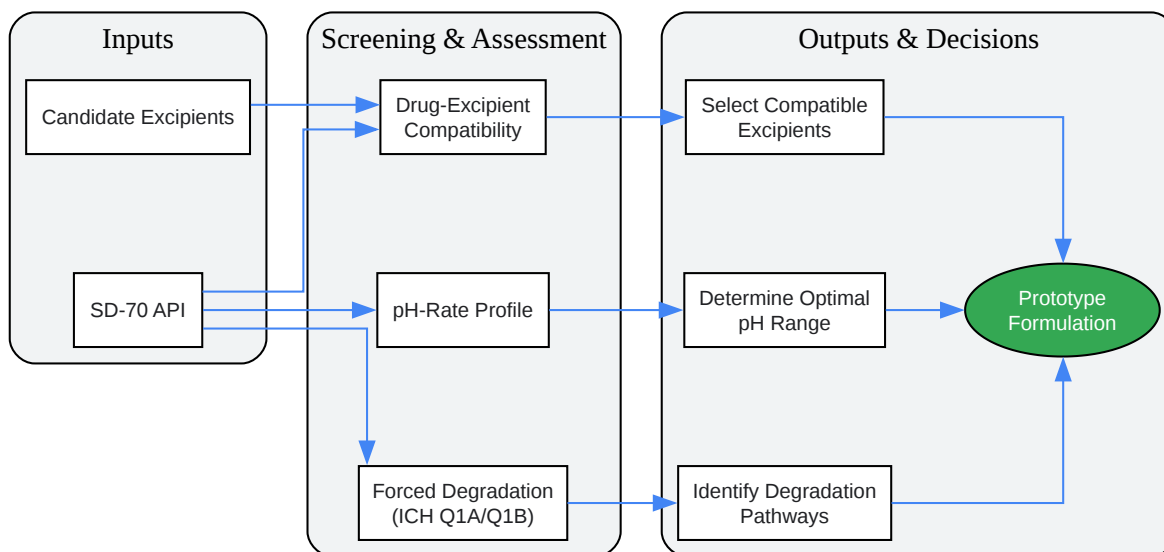 Inputs
Screening & Assessment
Outputs & Decisions
Candidate Excipients
Drug-Excipient
Compatibility
Select Compatible
Excipients
SD-70 API
pH-Rate Profile
Determine Optimal
pH Range
Prototype
Formulation
Forced Degradation
(ICH Q1A/Q1B)
Identify Degradation
Pathways